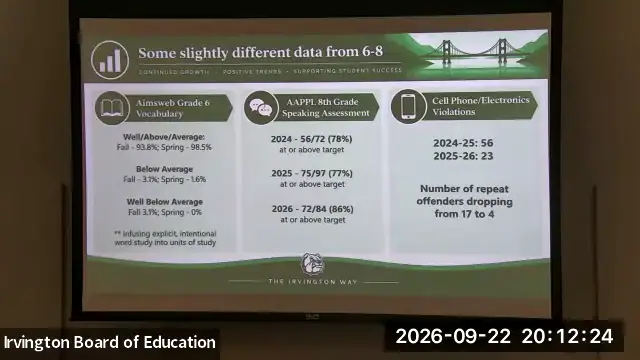 Some slightly different data from 6-8
CONTINUED GROWTH • POSITIVE TRENDS • SUPPORTING STUDENT SUCCESS
Aimsweb Grade 6
Vocabulary
Well/Above/Average:
Fall - 93.8%; Spring - 98.5%
Below Average
Fall - 3.1%; Spring - 1.6%
Well Below Average
Fall 3.1%; Spring - 0%
** Infusing explicit, intentional
word study into units of study
AAPPL 8th Grade
Speaking Assessment
2024 - 56/72 (78%)
at or above target
2025 - 75/97 (77%)
at or above target
2026 - 72/84 (86%)
at or above target
Cell Phone/Electronics
Violations
2024-25: 56
2025-26: 23
Number of repeat
offenders dropping
from 17 to 4
THE IRVINGTON WAY
Irvington Board of Education
2026-09-22 20:12:24